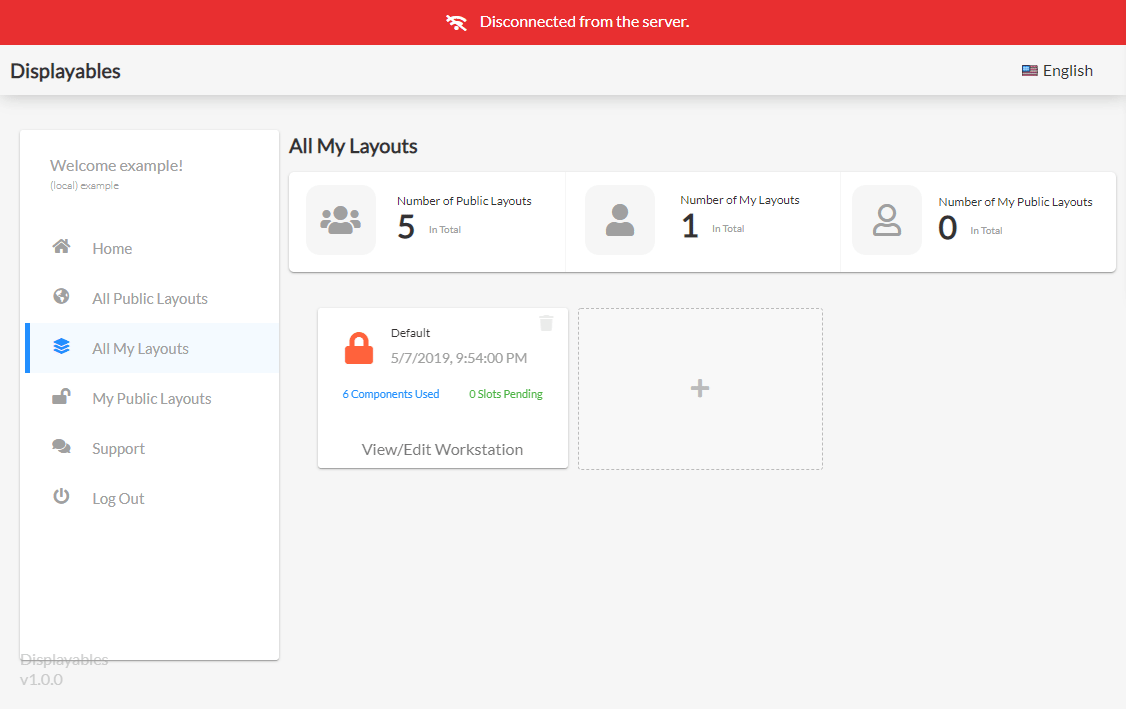 Disconnected from the server.
Displayables
English
Welcome example!
(local) example
Home
All Public Layouts
All My Layouts
My Public Layouts
Support
Log Out
Displayables
v1.0.0
All My Layouts
Number of Public Layouts
5 In Total
Number of My Layouts
1 In Total
Number of My Public Layouts
0 In Total
Default
5/7/2019, 9:54:00 PM
6 Components Used 0 Slots Pending
View/Edit Workstation